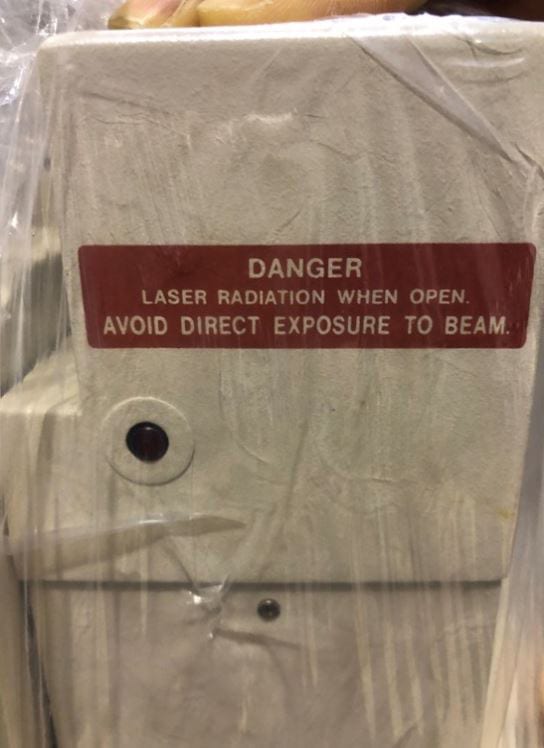 DANGER
LASER RADIATION WHEN OPEN.
AVOID DIRECT EXPOSURE TO BEAM.